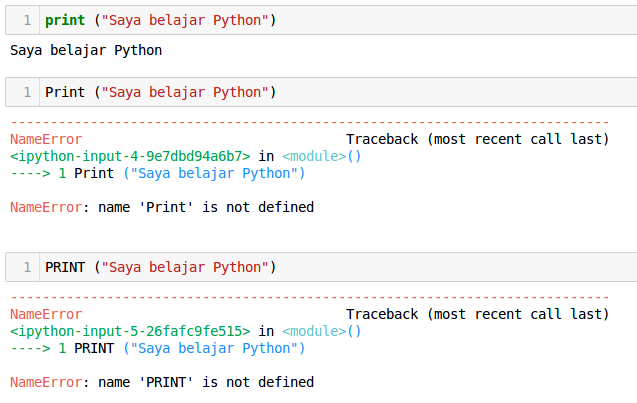 1 print ("Saya belajar Python")
Saya belajar Python
1 Print ("Saya belajar Python")
---------------------------------------------------------------------------
NameError Traceback (most recent call last)
<ipython-input-4-9e7dbd94a6b7> in <module>()
----> 1 Print ("Saya belajar Python")
NameError: name 'Print' is not defined
1 PRINT ("Saya belajar Python")
---------------------------------------------------------------------------
NameError Traceback (most recent call last)
<ipython-input-5-26fafc9fe515> in <module>()
----> 1 PRINT ("Saya belajar Python")
NameError: name 'PRINT' is not defined